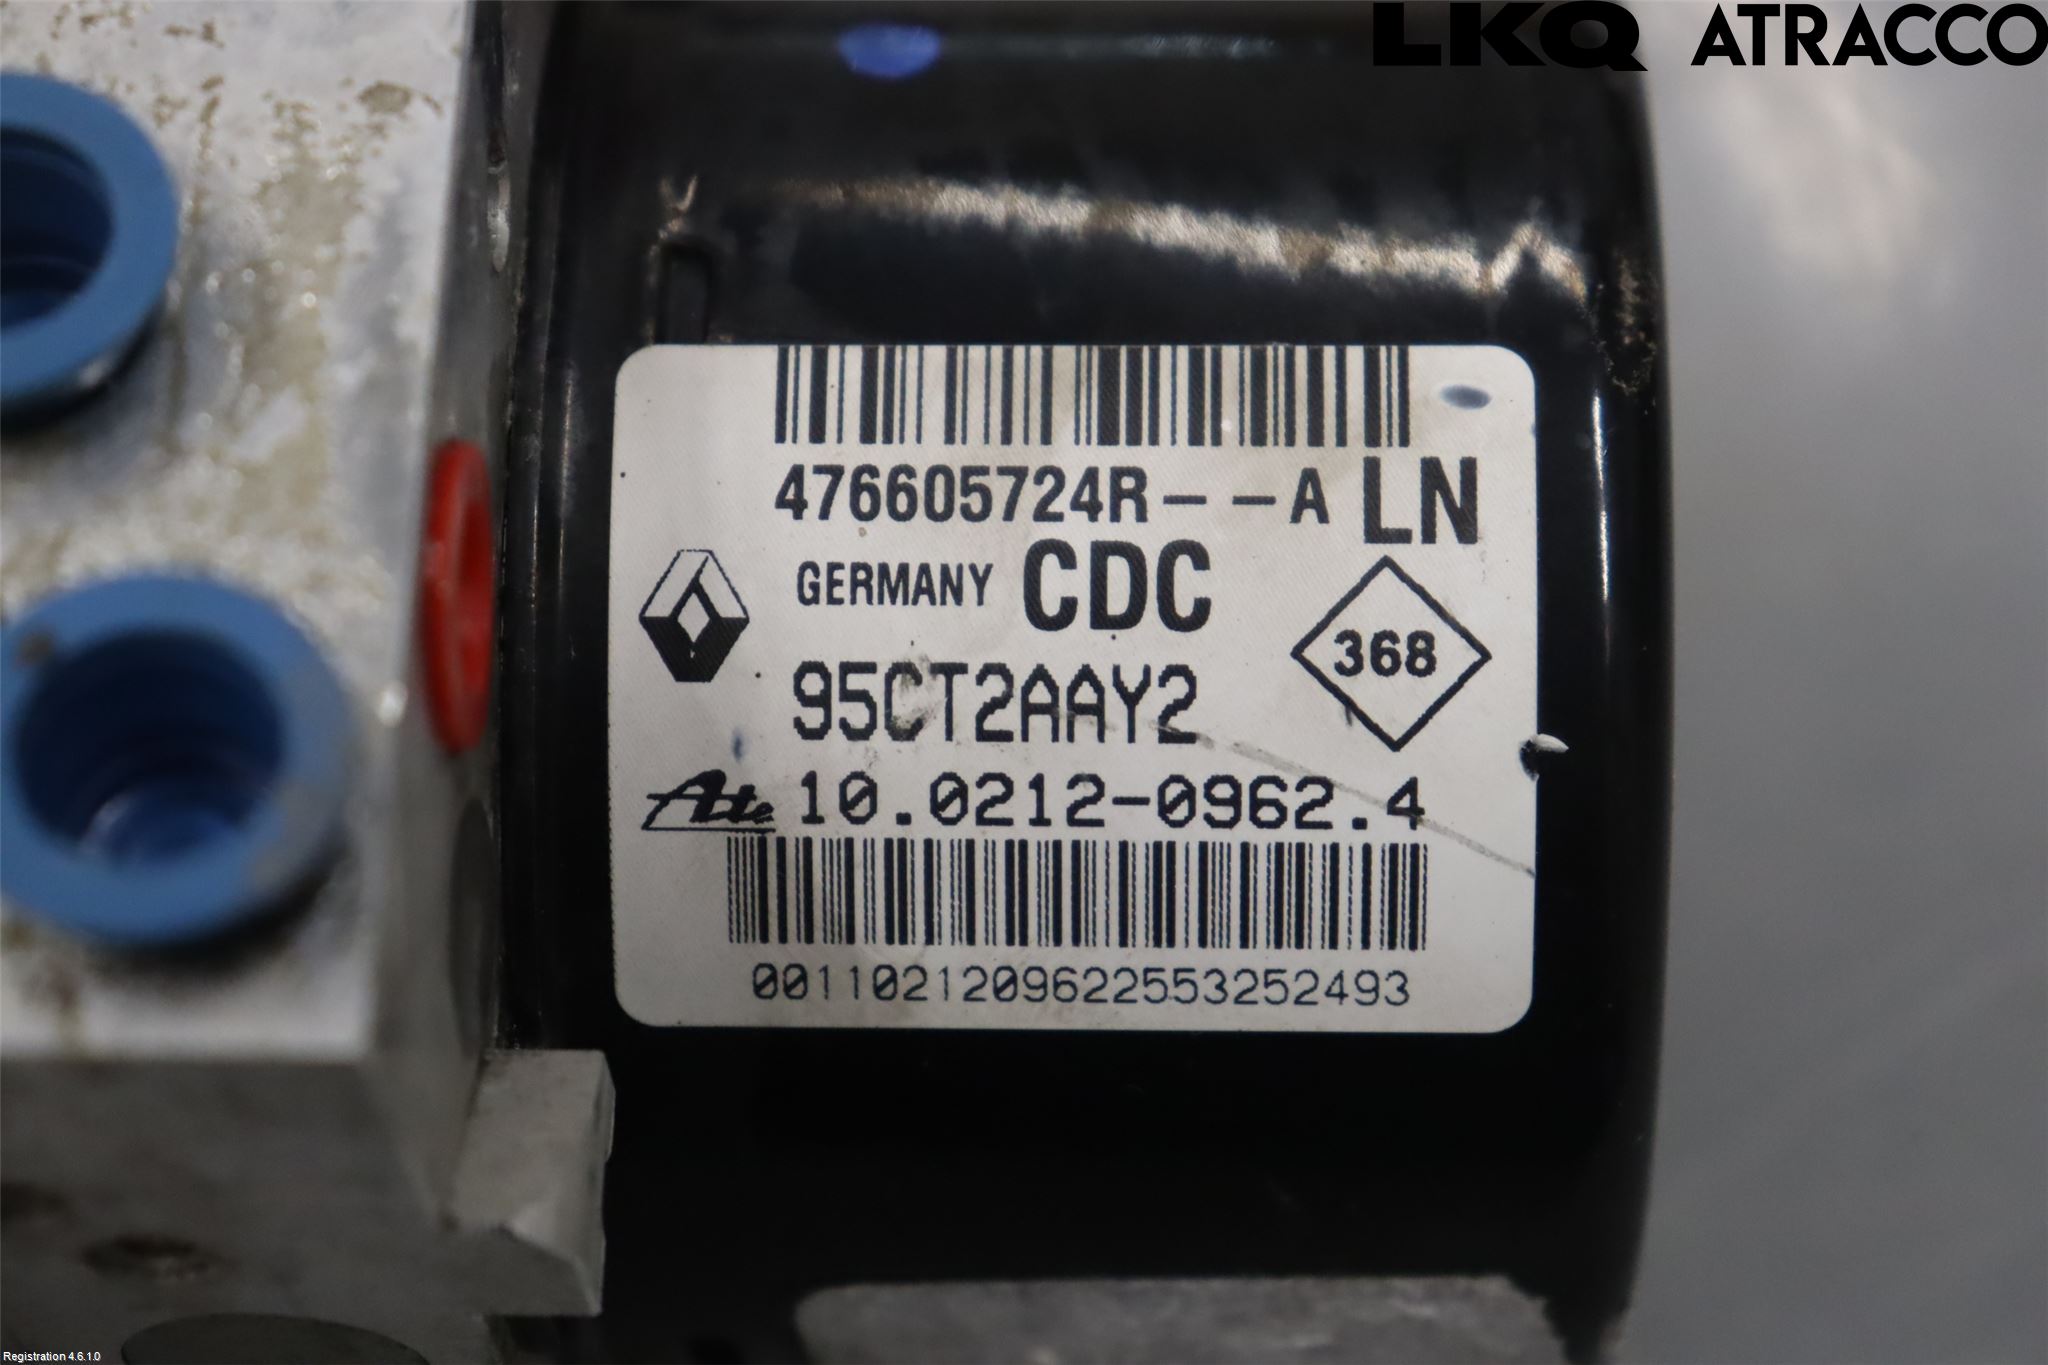 LKQ ATRACCO
476605724R--A LN
GERMANY CDC
368
95CT2AAY2
Ate 10.0212-0962.4
0011021209622553252493
Registration 4.6.1.0